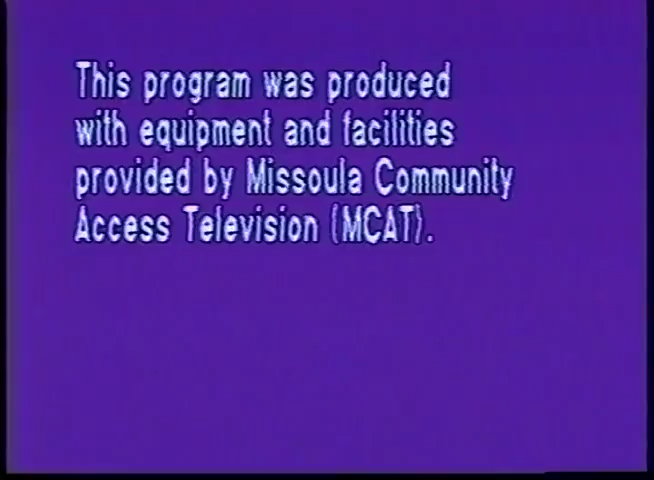 This program was produced
with equipment and facilities
provided by Missoula Community
Access Television (MCAT).